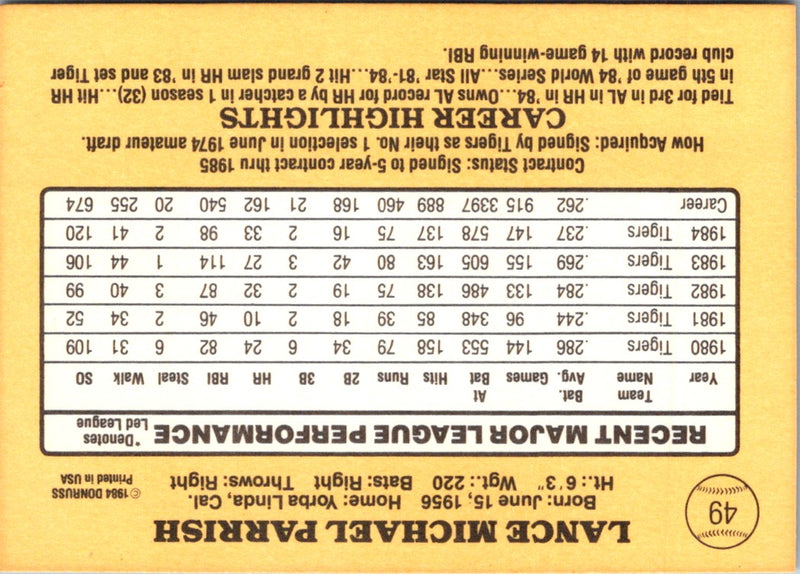 49
LANCE MICHAEL PARRISH
Born: June 15, 1956 Home: Yorba Linda, Cal.
Ht.: 6'3" Wgt.: 220 Bats: Right Throws: Right
© 1984 DONRUSS
Printed in USA
RECENT MAJOR LEAGUE PERFORMANCE *Denotes Led League
Year Team Name Bat. Avg. Games At Bat Hits Runs 2B 3B HR RBI Steal Walk SO
1980 Tigers .286 144 553 158 79 34 6 24 82 6 31 109
1981 Tigers .244 96 348 85 39 18 2 10 46 2 34 52
1982 Tigers .284 133 486 138 75 19 2 32 87 3 40 99
1983 Tigers .269 155 605 163 80 42 3 27 114 1 44 106
1984 Tigers .237 147 578 137 75 16 2 33 98 2 41 120
Career .262 915 3397 889 460 168 21 162 540 20 255 674
Contract Status: Signed to 5-year contract thru 1985
How Acquired: Signed by Tigers as their No. 1 selection in June 1974 amateur draft.
CAREER HIGHLIGHTS
Tied for 3rd in AL in HR in '84...Owns AL record for HR by a catcher in 1 season (32)...Hit HR
in 5th game of '84 World Series...All Star '81-'84...Hit 2 grand slam HR in '83 and set Tiger
club record with 14 game-winning RBI.